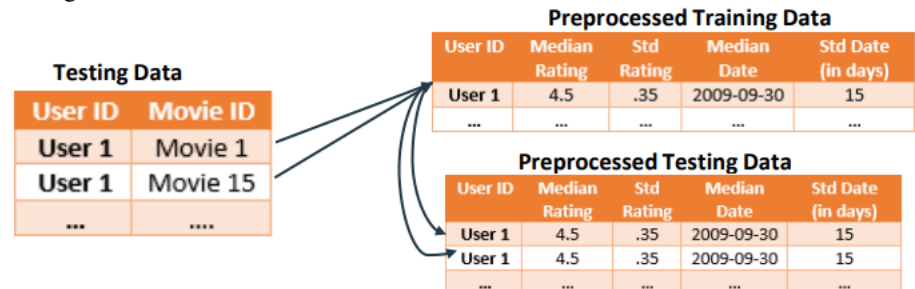 Preprocessed Training Data
User ID Median Rating Std Rating Median Date Std Date (in days)
User 1 4.5 .35 2009-09-30 15
... ... ... ... ...
Testing Data
User ID Movie ID
User 1 Movie 1
User 1 Movie 15
... ....
Preprocessed Testing Data
User ID Median Rating Std Rating Median Date Std Date (in days)
User 1 4.5 .35 2009-09-30 15
User 1 4.5 .35 2009-09-30 15
... ... ... ... ...